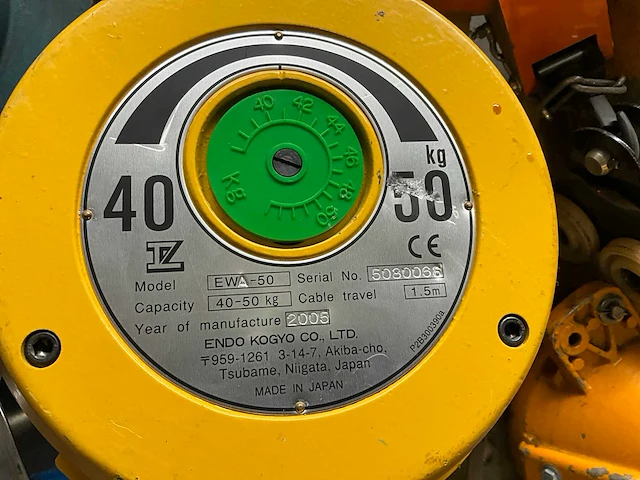 40 42 44 46 48 50
KG
kg
40 50
CE
Model EWA-50 Serial No. 5080066
Capacity 40-50 kg Cable travel 1.5m
Year of manufacture 2005
ENDO KOGYO CO., LTD.
〒959-1261 3-14-7, Akiba-cho,
Tsubame, Niigata, Japan
MADE IN JAPAN
P2B300390a